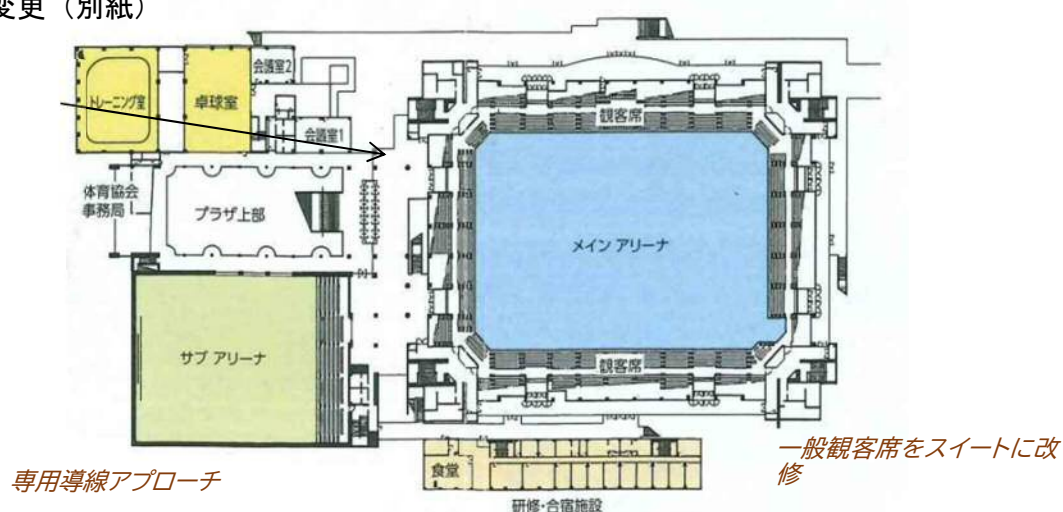 変更（別紙）
会議室2
トレーニング室
卓球室
会議室1
観客席
体育協会
事務局
プラザ上部
メイン アリーナ
サブ アリーナ
観客席
食堂
研修・合宿施設
専用導線アプローチ
一般観客席をスイートに改
修